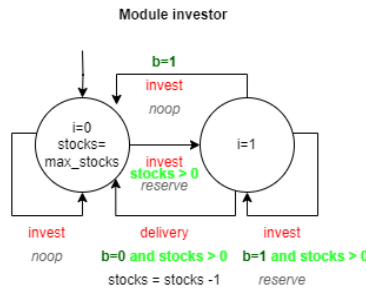 Module investor
b=1
invest
noop
i=0
stocks=
max_stocks
i=1
invest
stocks > 0
reserve
invest
noop
delivery
b=0 and stocks > 0
stocks = stocks -1
invest
b=1 and stocks > 0
reserve